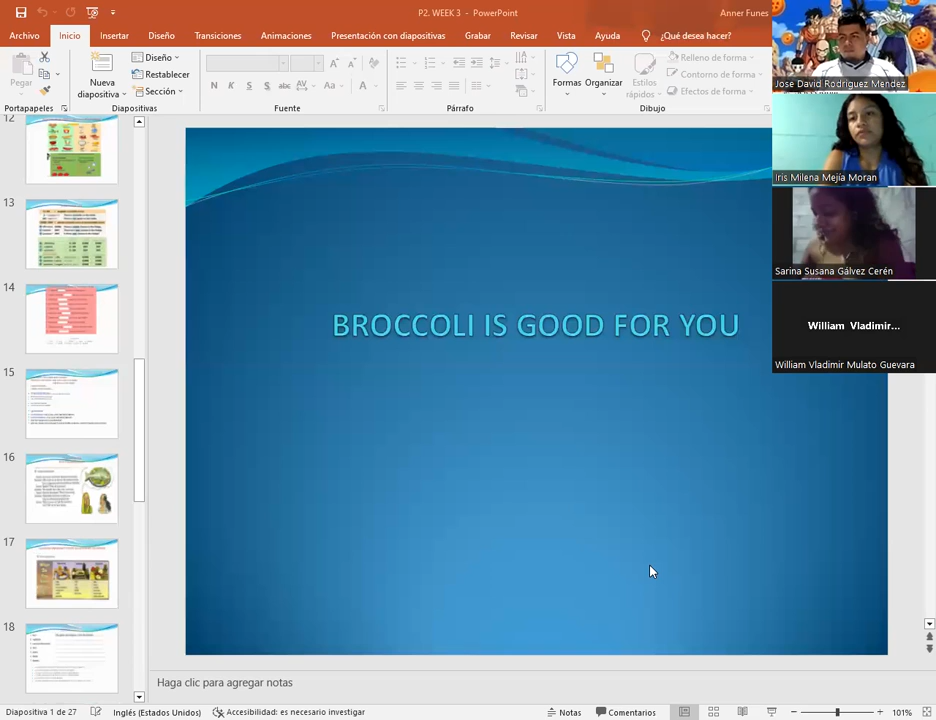 P2. WEEK 3 - PowerPoint
Anner Funes
Archivo Inicio Insertar Diseño Transiciones Animaciones Presentación con diapositivas Grabar Revisar Vista Ayuda ¿Qué desea hacer?
Pegar
Nueva diapositiva
Diseño
Restablecer
Sección
N K S S abc AV Aa A
Formas
Organizar
Estilos rápidos
Relleno de forma
Contorno de forma
Efectos de forma
Portapapeles Diapositivas Fuente Párrafo Dibujo
Jose David Rodriguez Mendez
Iris Milena Mejía Moran
Sarina Susana Gálvez Cerén
William Vladimir...
William Vladimir Mulato Guevara
12
13
14
15
16
17
18
BROCCOLI IS GOOD FOR YOU
Haga clic para agregar notas
Diapositiva 1 de 27 Inglés (Estados Unidos) Accesibilidad: es necesario investigar Notas Comentarios 101%